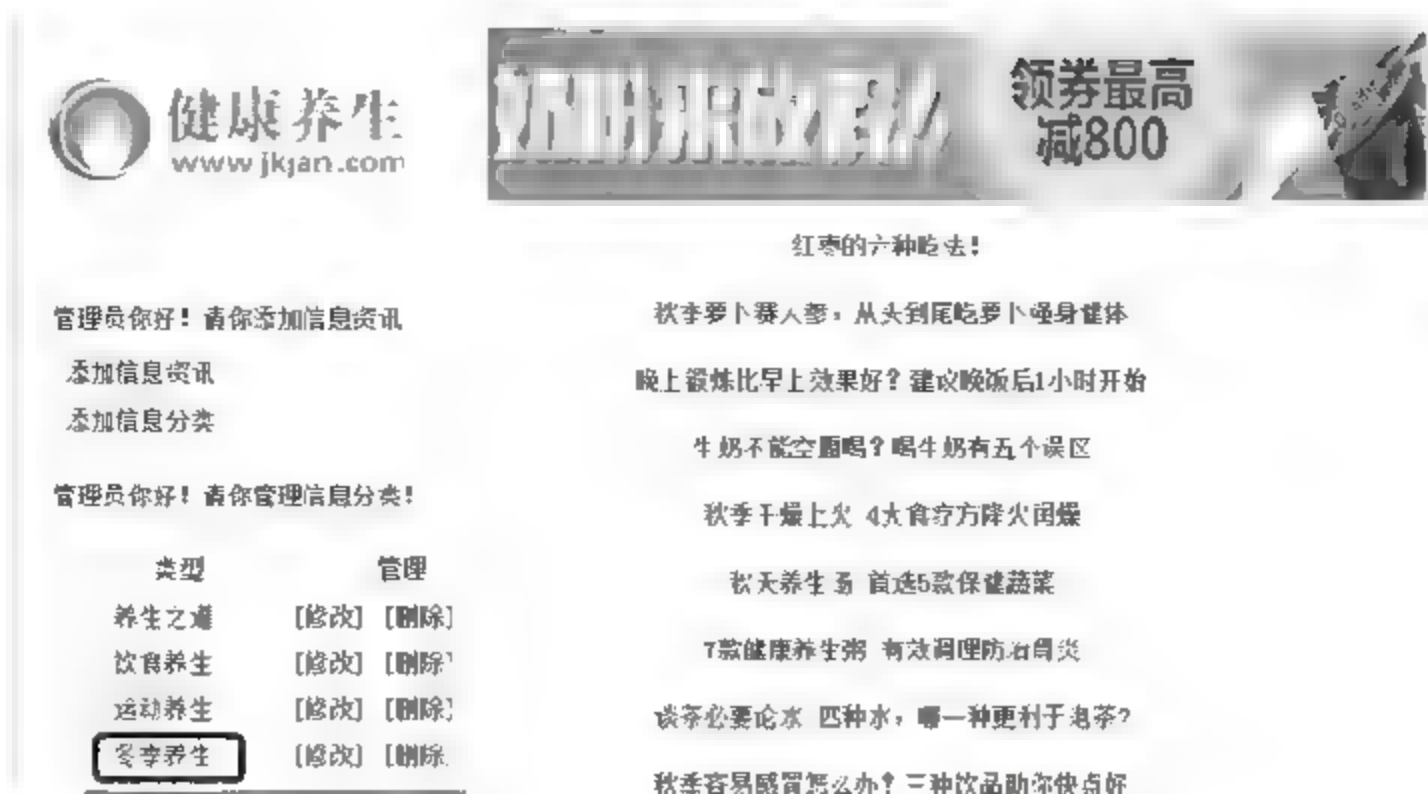 健康养生
www.jkjan.com
领券最高
减800
管理员你好！请你添加信息资讯
添加信息资讯
添加信息分类
管理员你好！请你管理信息分类！
类型 管理
养生之道 [修改] [删除]
饮食养生 [修改] [删除]
运动养生 [修改] [删除]
冬季养生 [修改] [删除]
红枣的六种吃法！
秋季萝卜赛人参，从头到尾吃萝卜强身健体
晚上锻炼比早上效果好？建议晚饭后1小时开始
牛奶不能空腹喝？喝牛奶有五个误区
秋季干燥上火 4大食疗方降火润燥
秋天养生汤 首选5款保健蔬菜
7款健康养生粥 有效调理防治胃炎
谈茶必要论水 四种水，哪一种更利于泡茶？
秋季容易感冒怎么办？三种饮品助你快点好